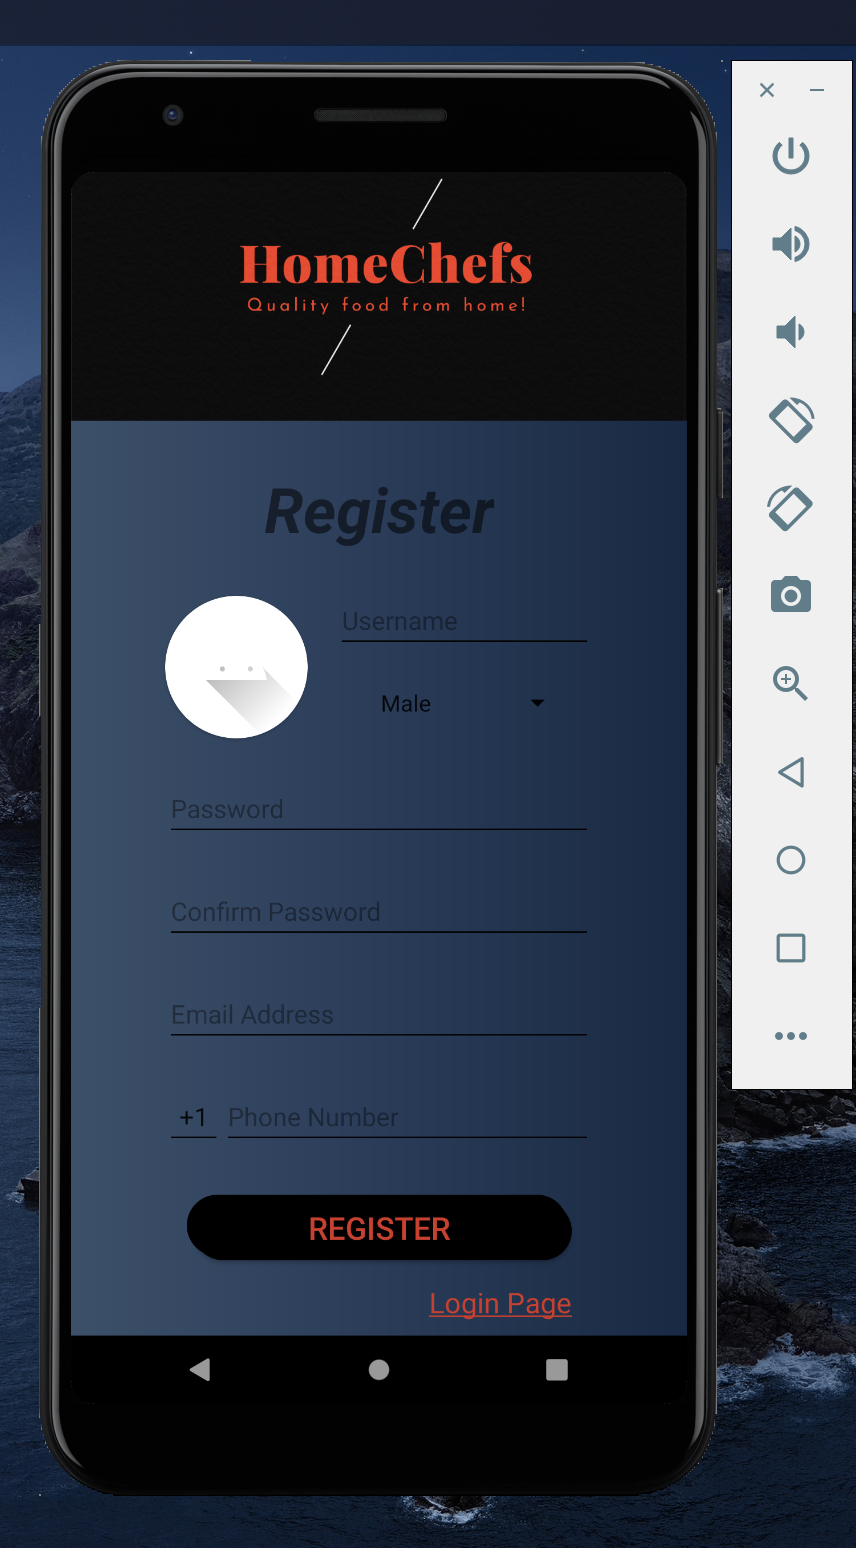 HomeChefs
Quality food from home!
Register
Username
Male
Password
Confirm Password
Email Address
+1 Phone Number
REGISTER
Login Page